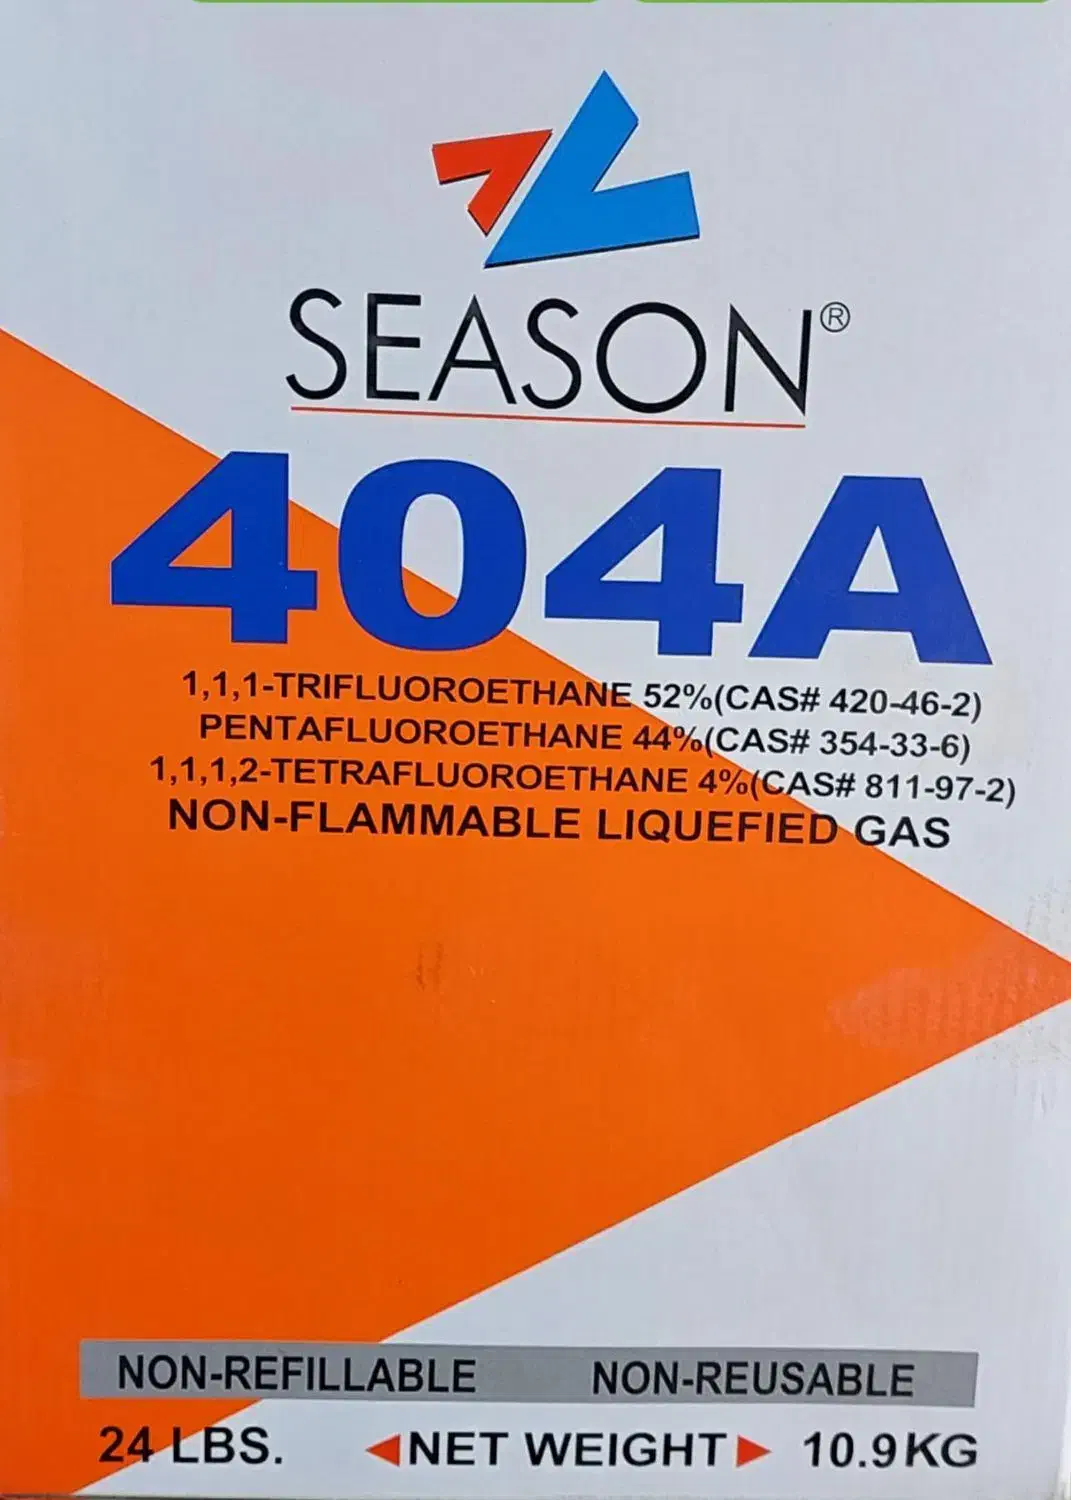 SEASON®
404A
1,1,1-TRIFLUOROETHANE 52%(CAS# 420-46-2)
PENTAFLUOROETHANE 44%(CAS# 354-33-6)
1,1,1,2-TETRAFLUOROETHANE 4%(CAS# 811-97-2)
NON-FLAMMABLE LIQUEFIED GAS
NON-REFILLABLE NON-REUSABLE
24 LBS. ◀NET WEIGHT▶ 10.9KG